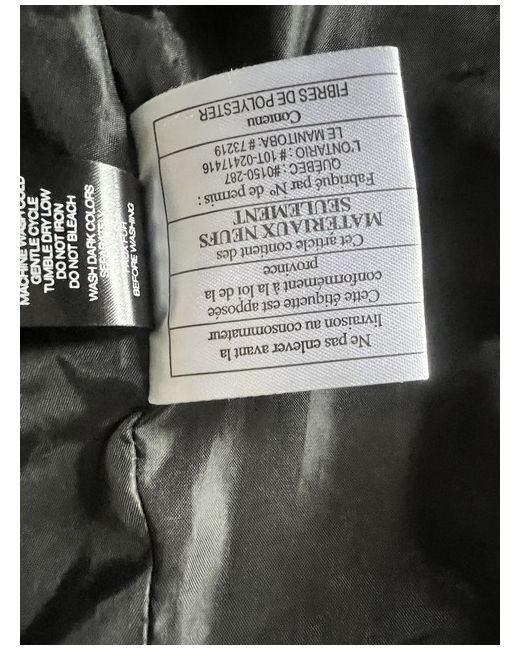 Ne pas enlever avant la
livraison au consommateur
Cette étiquette est apposée
conformément à la loi de la
province
Cet article contient des
MATÉRIAUX NEUFS
SEULEMENT
Fabriqué par Nº de permis :
QUÉBEC :#0150-287
L'ONTARIO : # 10T-02417416
LE MANITOBA: # 73219
Contenu
FIBRES DE POLYESTER
MACHINE WASH COLD
GENTLE CYCLE
TUMBLE DRY LOW
DO NOT IRON
DO NOT BLEACH
WASH DARK COLORS
SEPARATELY
BEFORE WASHING